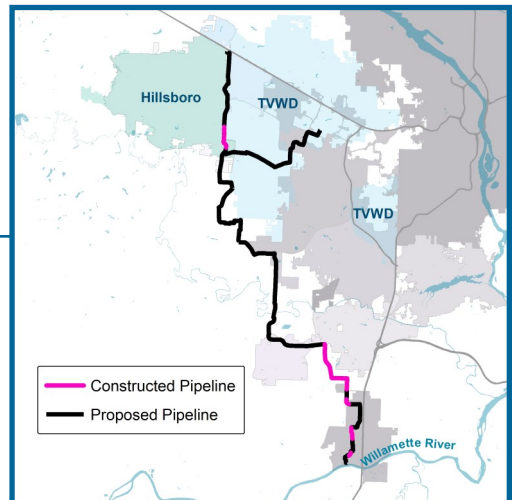 Hillsboro
TVWD
TVWD
Constructed Pipeline
Proposed Pipeline
Willamette River